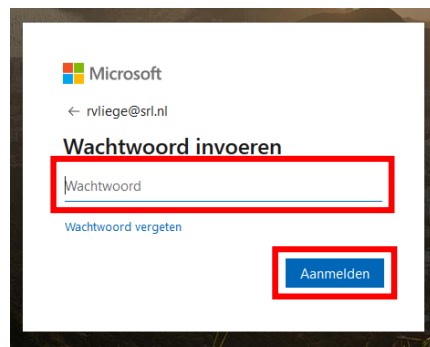 Microsoft
← rvliege@srl.nl
Wachtwoord invoeren
Wachtwoord
Wachtwoord vergeten
Aanmelden